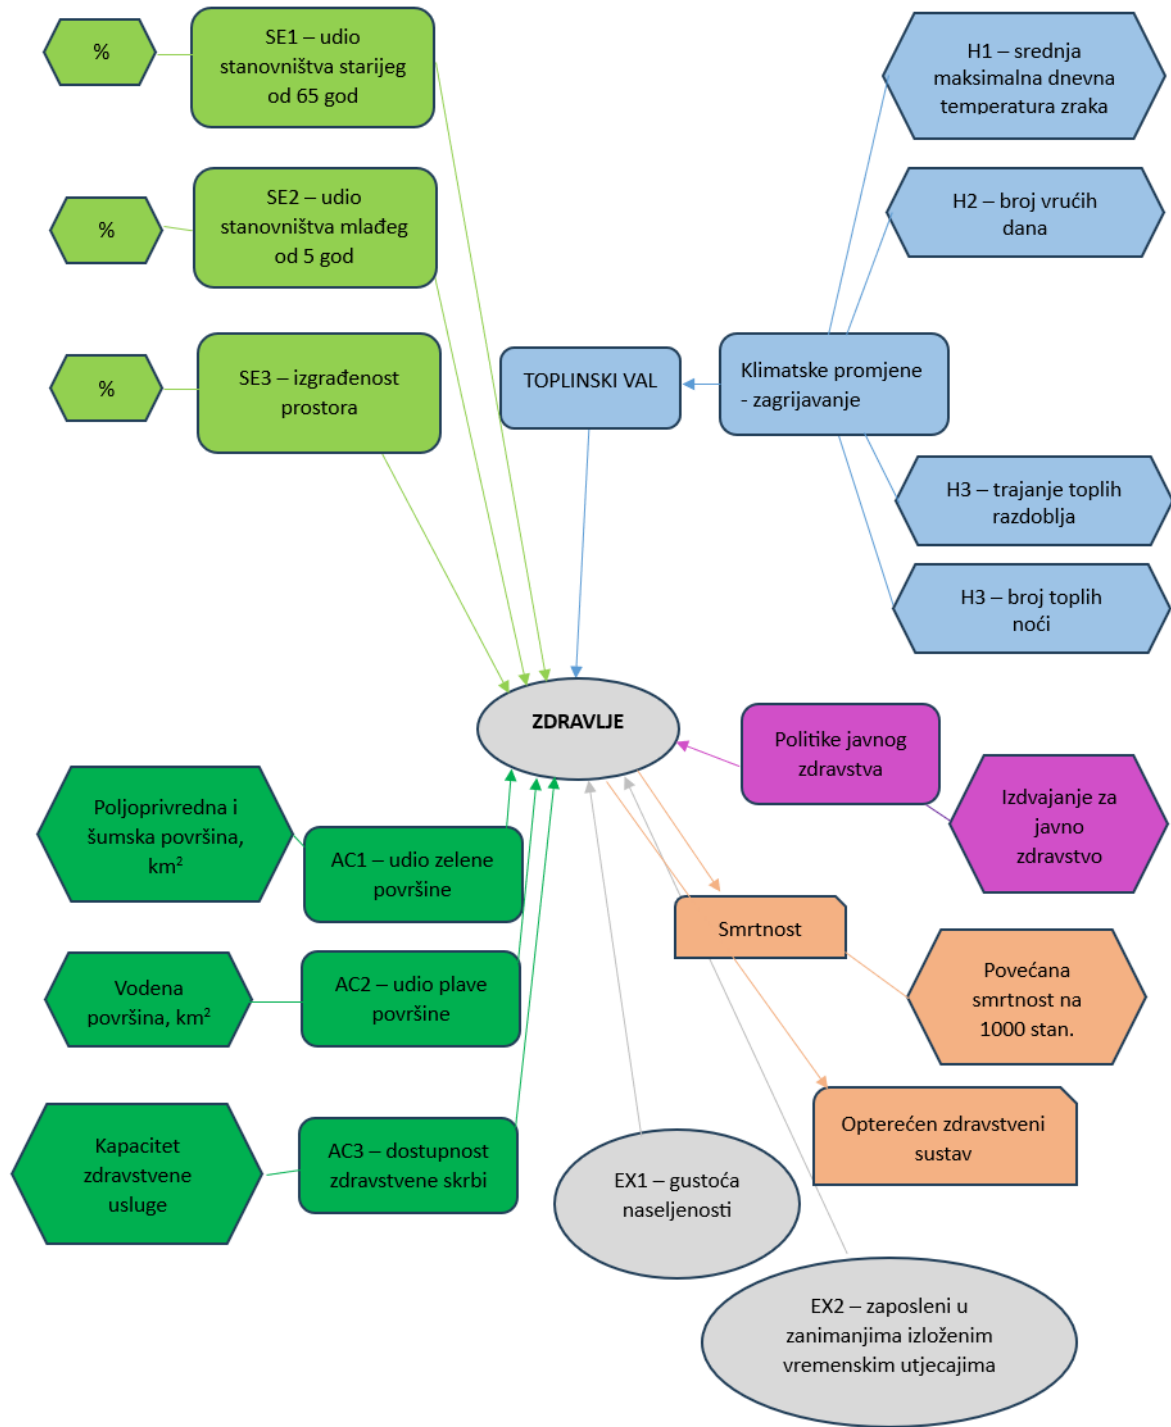 %
SE1 – udio
stanovništva starijeg
od 65 god
H1 – srednja
maksimalna dnevna
temperatura zraka
%
SE2 – udio
stanovništva mlađeg
od 5 god
H2 – broj vrućih
dana
%
SE3 – izgrađenost
prostora
TOPLINSKI VAL
Klimatske promjene
- zagrijavanje
H3 – trajanje toplih
razdoblja
H3 – broj toplih
noći
ZDRAVLJE
Politike javnog
zdravstva
Izdvajanje za
javno
zdravstvo
Poljoprivredna i
šumska površina,
km²
AC1 – udio zelene
površine
Smrtnost
Povećana
smrtnost na
1000 stan.
Vodena
površina, km²
AC2 – udio plave
površine
Opterećen zdravstveni
sustav
Kapacitet
zdravstvene
usluge
AC3 – dostupnost
zdravstvene skrbi
EX1 – gustoća
naseljenosti
EX2 – zaposleni u
zanimanjima izloženim
vremenskim utjecajima